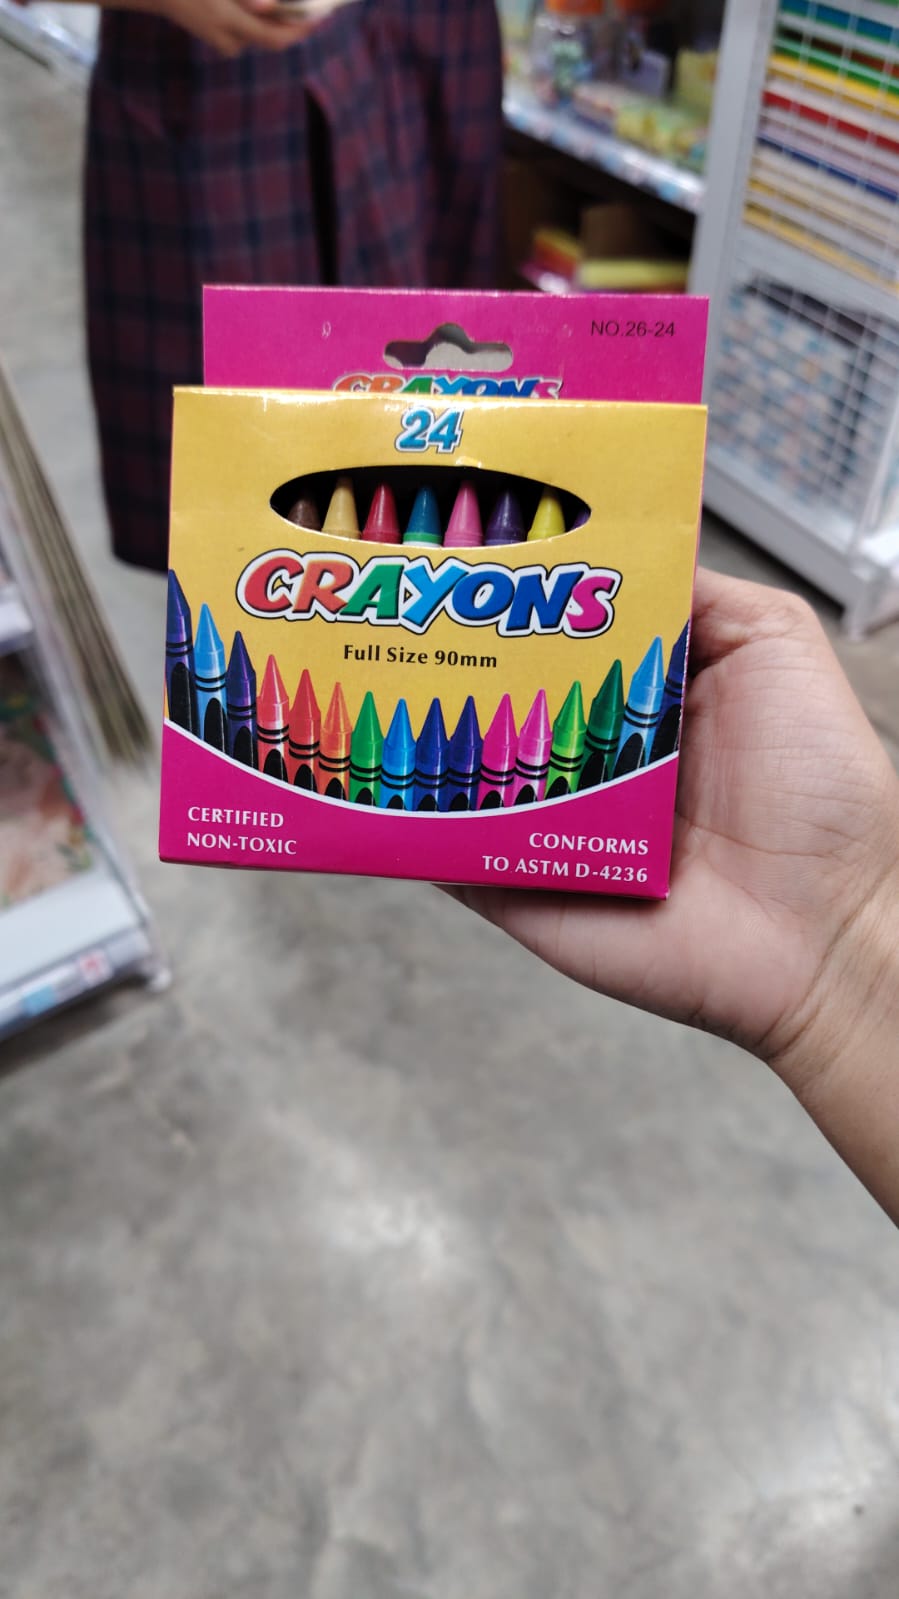 NO.26-24
CRAYONS
24
CRAYONS
Full Size 90mm
CERTIFIED
NON-TOXIC
CONFORMS
TO ASTM D-4236